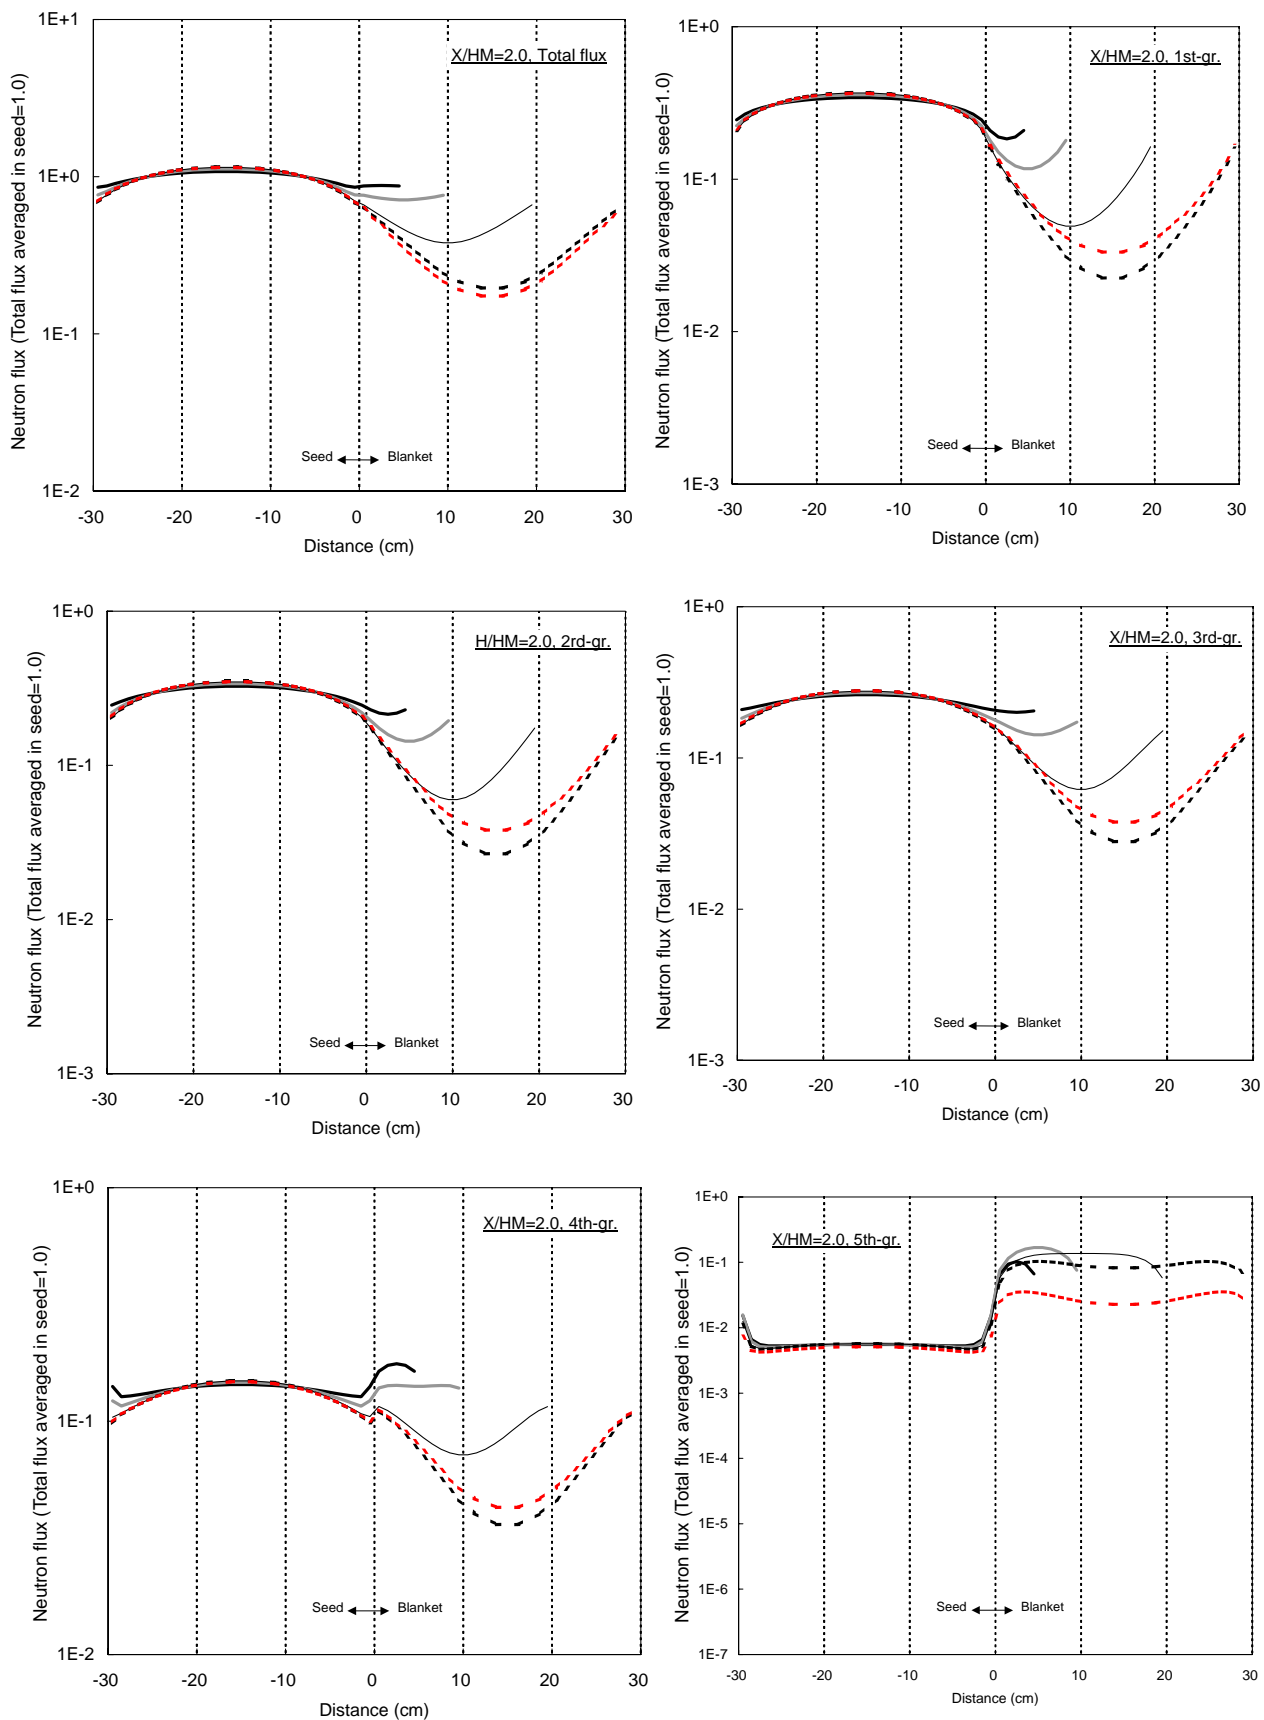 Neutron flux (Total flux averaged in seed=1.0)
1E+1
1E+0
1E-1
1E-2
X/HM=2.0, Total flux
Seed Blanket
-30 -20 -10 0 10 20 30
Distance (cm)
Neutron flux (Total flux averaged in seed=1.0)
1E+0
1E-1
1E-2
1E-3
X/HM=2.0, 1st-gr.
Seed Blanket
-30 -20 -10 0 10 20 30
Distance (cm)
Neutron flux (Total flux averaged in seed=1.0)
1E+0
1E-1
1E-2
1E-3
H/HM=2.0, 2rd-gr.
Seed Blanket
-30 -20 -10 0 10 20 30
Distance (cm)
Neutron flux (Total flux averaged in seed=1.0)
1E+0
1E-1
1E-2
1E-3
X/HM=2.0, 3rd-gr.
Seed Blanket
-30 -20 -10 0 10 20 30
Distance (cm)
Neutron flux (Total flux averaged in seed=1.0)
1E+0
1E-1
1E-2
X/HM=2.0, 4th-gr.
Seed Blanket
-30 -20 -10 0 10 20 30
Distance (cm)
Neutron flux (Total flux averaged in seed=1.0)
1E+0
1E-1
1E-2
1E-3
1E-4
1E-5
1E-6
1E-7
X/HM=2.0, 5th-gr.
Seed Blanket
-30 -20 -10 0 10 20 30
Distance (cm)